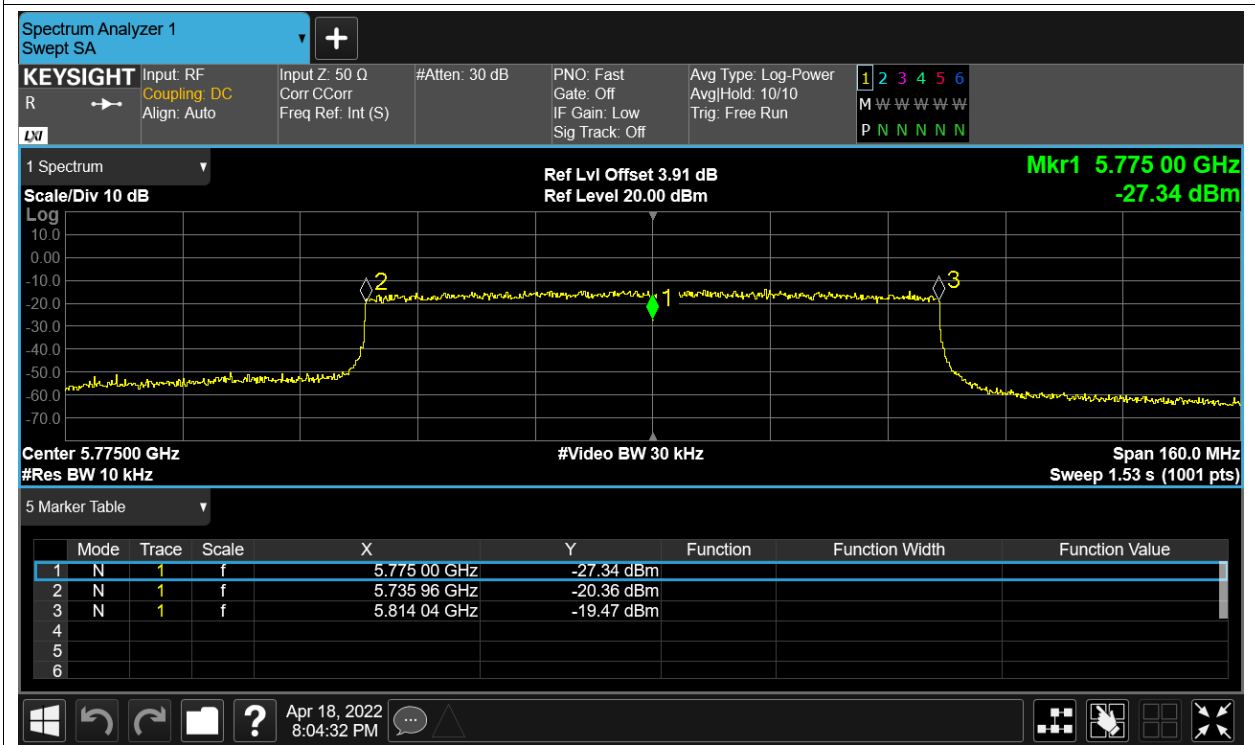 Spectrum Analyzer 1
Swept SA
KEYSIGHT
R
LXI
Input: RF
Coupling: DC
Align: Auto
Input Z: 50 Ω
Corr CCorr
Freq Ref: Int (S)
#Atten: 30 dB
PNO: Fast
Gate: Off
IF Gain: Low
Sig Track: Off
Avg Type: Log-Power
Avg|Hold: 10/10
Trig: Free Run
1 2 3 4 5 6
M W W W W W
P N N N N N
1 Spectrum
Scale/Div 10 dB
Ref Lvl Offset 3.91 dB
Ref Level 20.00 dBm
Mkr1 5.775 00 GHz
-27.34 dBm
Log
10.0
0.00
-10.0
-20.0
-30.0
-40.0
-50.0
-60.0
-70.0
2
1
3
Center 5.77500 GHz
#Res BW 10 kHz
#Video BW 30 kHz
Span 160.0 MHz
Sweep 1.53 s (1001 pts)
5 Marker Table
Mode Trace Scale X Y Function Function Width Function Value
1 N 1 f 5.775 00 GHz -27.34 dBm
2 N 1 f 5.735 96 GHz -20.36 dBm
3 N 1 f 5.814 04 GHz -19.47 dBm
4
5
6
?
Apr 18, 2022
8:04:32 PM